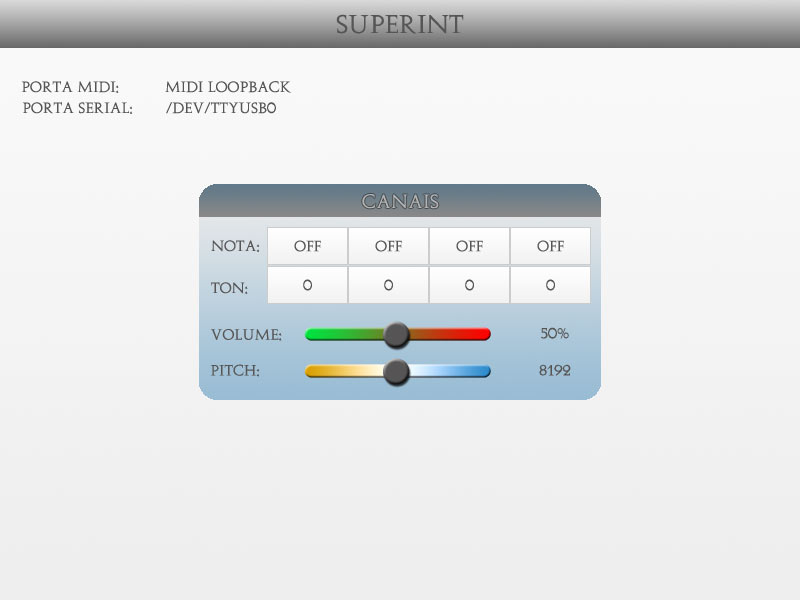 SUPERINT
PORTA MIDI: MIDI LOOPBACK
PORTA SERIAL: /DEV/TTYUSB0
CANAIS
NOTA: OFF OFF OFF OFF
TON: 0 0 0 0
VOLUME: 50%
PITCH: 8192